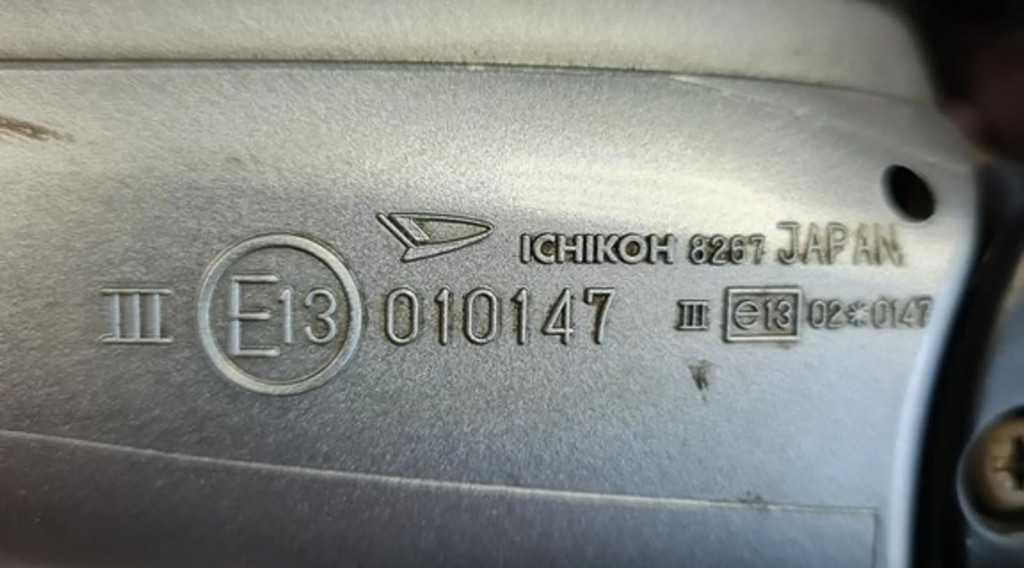 ICHIKOH 8267 JAPAN
III E13 010147 III e13 02*0147